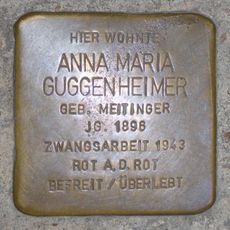 HIER WOHNTE
ANNA MARIA
GUGGENHEIMER
GEB. MEITINGER
JG. 1896
ZWANGSARBEIT 1943
ROT A.D. ROT
BEFREIT / ÜBERLEBT